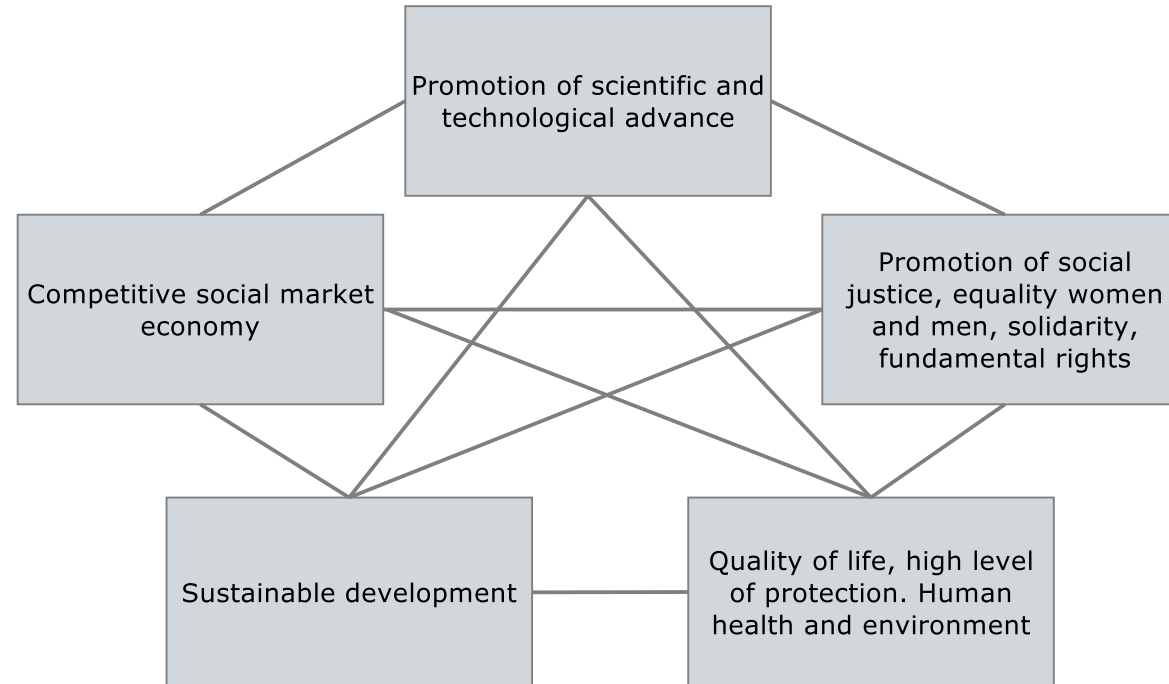 Promotion of scientific and
technological advance
Competitive social market
economy
Promotion of social
justice, equality women
and men, solidarity,
fundamental rights
Sustainable development
Quality of life, high level
of protection. Human
health and environment